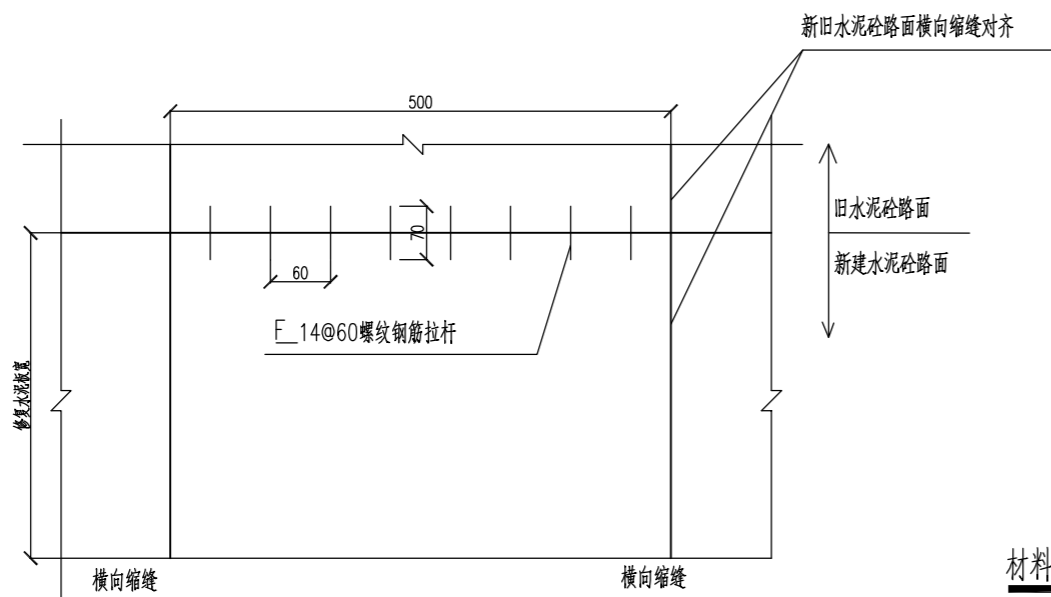 新旧水泥砼路面横向缩缝对齐
500
旧水泥砼路面
70
新建水泥砼路面
60
F 14@60螺纹钢筋拉杆
修复水泥板宽
横向缩缝
横向缩缝
材料